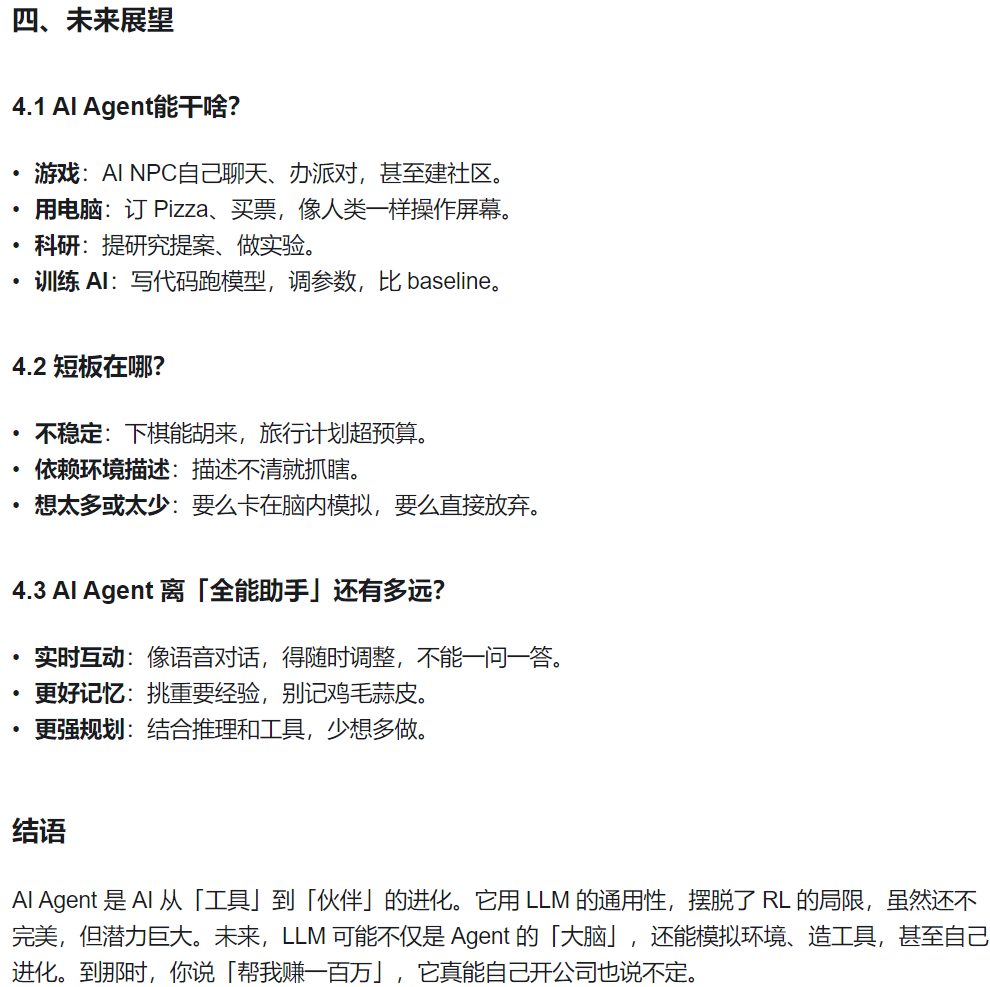 四、未来展望
4.1 AI Agent能干啥？
• 游戏：AI NPC自己聊天、办派对，甚至建社区。
• 用电脑：订 Pizza、买票，像人类一样操作屏幕。
• 科研：提研究提案、做实验。
• 训练 AI：写代码跑模型，调参数，比 baseline。
4.2 短板在哪？
• 不稳定：下棋能胡来，旅行计划超预算。
• 依赖环境描述：描述不清就抓瞎。
• 想太多或太少：要么卡在脑内模拟，要么直接放弃。
4.3 AI Agent 离「全能助手」还有多远？
• 实时互动：像语音对话，得随时调整，不能一问一答。
• 更好记忆：挑重要经验，别记鸡毛蒜皮。
• 更强规划：结合推理和工具，少想多做。
结语
AI Agent 是 AI 从「工具」到「伙伴」的进化。它用 LLM 的通用性，摆脱了 RL 的局限，虽然还不
完美，但潜力巨大。未来，LLM 可能不仅是 Agent 的「大脑」，还能模拟环境、造工具，甚至自己
进化。到那时，你说「帮我赚一百万」，它真能自己开公司也说不定。